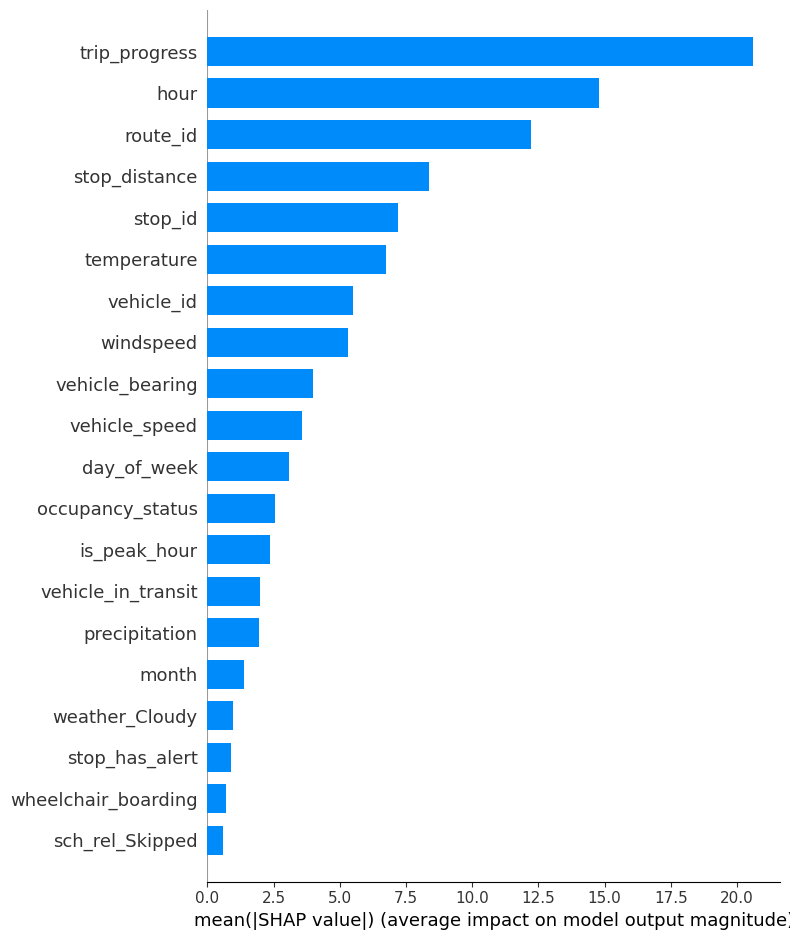 trip_progress
hour
route_id
stop_distance
stop_id
temperature
vehicle_id
windspeed
vehicle_bearing
vehicle_speed
day_of_week
occupancy_status
is_peak_hour
vehicle_in_transit
precipitation
month
weather_Cloudy
stop_has_alert
wheelchair_boarding
sch_rel_Skipped
0.0 2.5 5.0 7.5 10.0 12.5 15.0 17.5 20.0
mean(|SHAP value|) (average impact on model output magnitude)